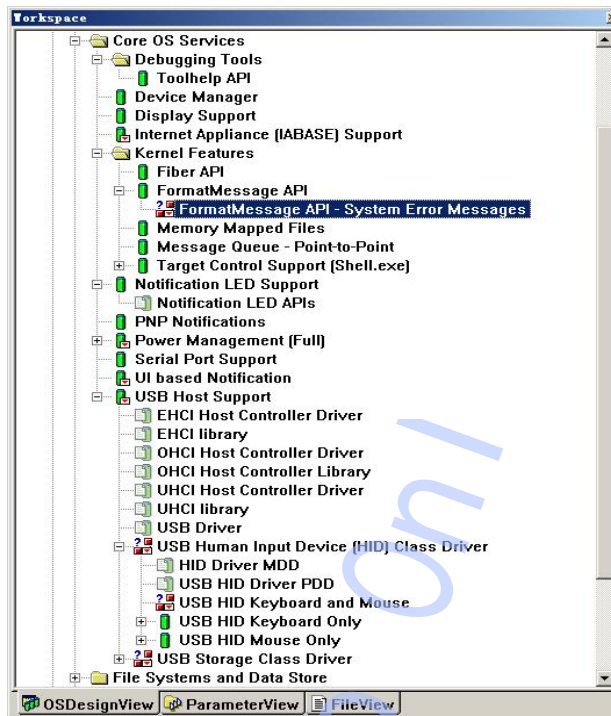 Workspace
Core OS Services
Debugging Tools
Toolhelp API
Device Manager
Display Support
Internet Appliance (IABASE) Support
Kernel Features
Fiber API
FormatMessage API
FormatMessage API - System Error Messages
Memory Mapped Files
Message Queue - Point-to-Point
Target Control Support (Shell.exe)
Notification LED Support
Notification LED APIs
PNP Notifications
Power Management (Full)
Serial Port Support
UI based Notification
USB Host Support
EHCI Host Controller Driver
EHCI library
OHCI Host Controller Driver
OHCI Host Controller Library
UHCI Host Controller Driver
UHCI library
USB Driver
USB Human Input Device (HID) Class Driver
HID Driver MDD
USB HID Driver PDD
USB HID Keyboard and Mouse
USB HID Keyboard Only
USB HID Mouse Only
USB Storage Class Driver
File Systems and Data Store
OSDesignView ParameterView FileView
Onl